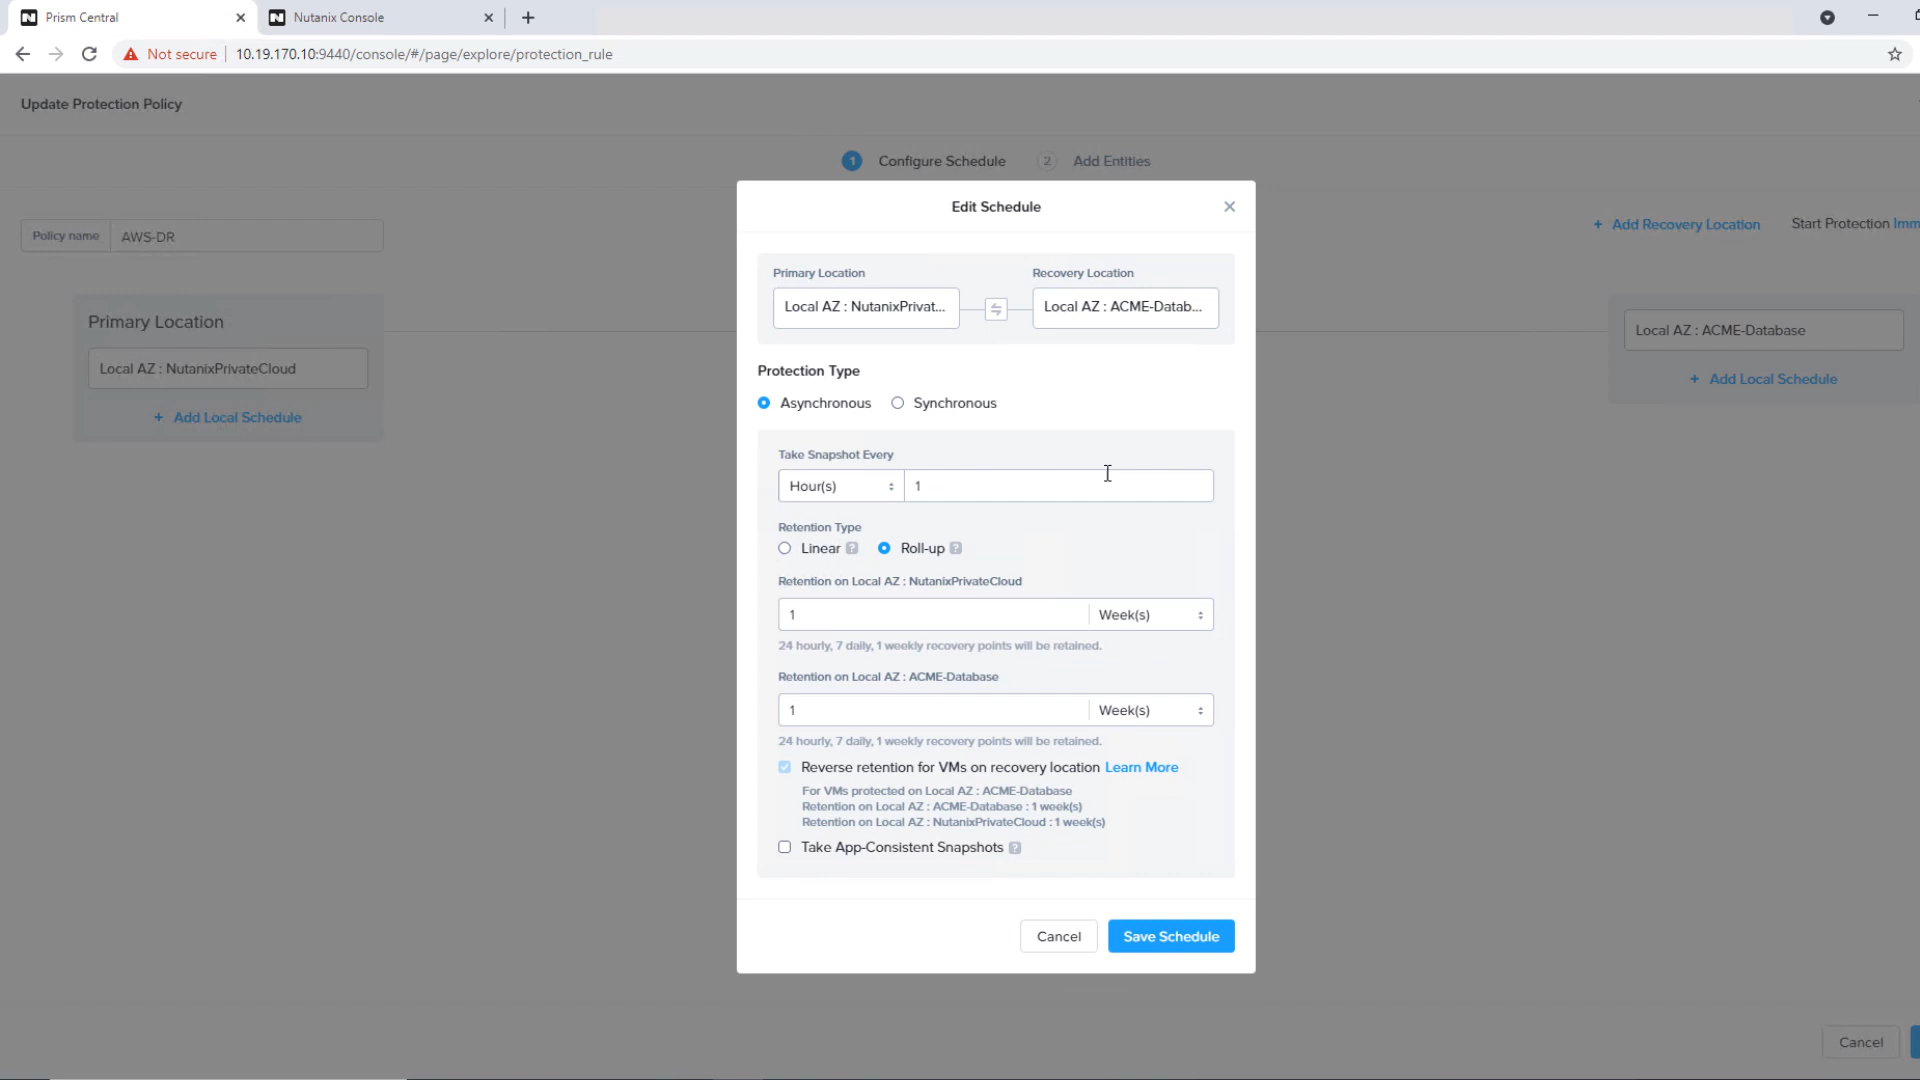 Prism Central
Nutanix Console
Not secure
10.19.170.10:9440/console/#/page/explore/protection_rule
Update Protection Policy
1 Configure Schedule
2 Add Entities
Policy name AWS-DR
+ Add Recovery Location
Start Protection Imm
Primary Location
Local AZ : NutanixPrivateCloud
+ Add Local Schedule
Local AZ : ACME-Database
+ Add Local Schedule
Edit Schedule
Primary Location
Local AZ : NutanixPrivat...
Recovery Location
Local AZ : ACME-Datab...
Protection Type
Asynchronous
Synchronous
Take Snapshot Every
Hour(s) 1
Retention Type
Linear ?
Roll-up ?
Retention on Local AZ : NutanixPrivateCloud
1 Week(s)
24 hourly, 7 daily, 1 weekly recovery points will be retained.
Retention on Local AZ : ACME-Database
1 Week(s)
24 hourly, 7 daily, 1 weekly recovery points will be retained.
Reverse retention for VMs on recovery location Learn More
For VMs protected on Local AZ : ACME-Database
Retention on Local AZ : ACME-Database : 1 week(s)
Retention on Local AZ : NutanixPrivateCloud : 1 week(s)
Take App-Consistent Snapshots ?
Cancel
Save Schedule
Cancel